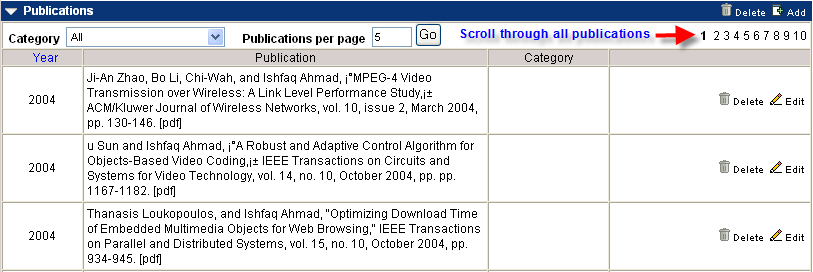 Publications Delete Add
Category All Publications per page 5 Go Scroll through all publications 1 2 3 4 5 6 7 8 9 10
Year Publication Category
Ji-An Zhao, Bo Li, Chi-Wah, and Ishfaq Ahmad, ¡°MPEG-4 Video
Transmission over Wireless: A Link Level Performance Study,¡±
2004 ACM/Kluwer Journal of Wireless Networks, vol. 10, issue 2, March 2004, Delete Edit
pp. 130-146. [pdf]
u Sun and Ishfaq Ahmad, ¡°A Robust and Adaptive Control Algorithm for
Objects-Based Video Coding,¡± IEEE Transactions on Circuits and
2004 Systems for Video Technology, vol. 14, no. 10, October 2004, pp. pp. Delete Edit
1167-1182. [pdf]
Thanasis Loukopoulos, and Ishfaq Ahmad, "Optimizing Download Time
of Embedded Multimedia Objects for Web Browsing," IEEE Transactions
2004 on Parallel and Distributed Systems, vol. 15, no. 10, October 2004, pp. Delete Edit
934-945. [pdf]